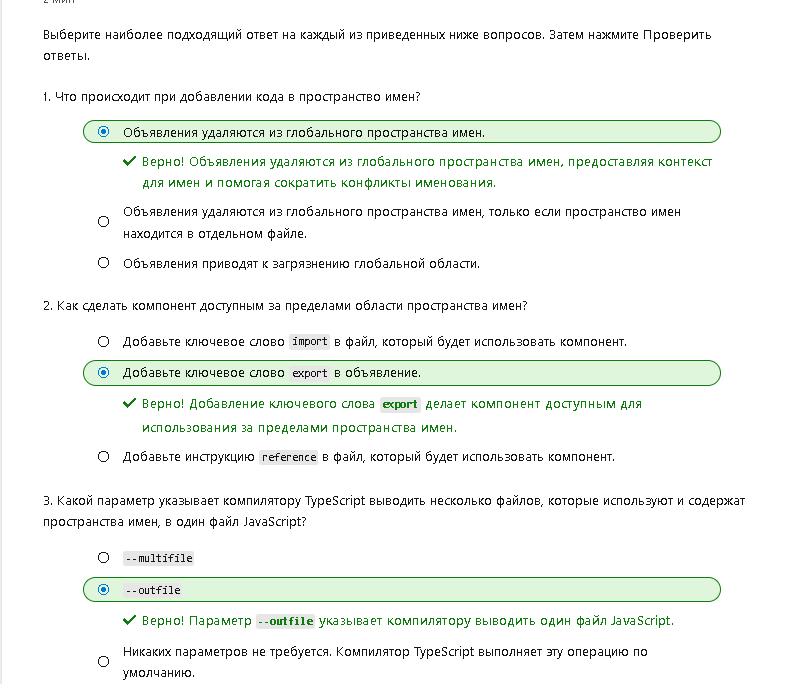 2 мин
Выберите наиболее подходящий ответ на каждый из приведенных ниже вопросов. Затем нажмите Проверить
ответы.
1. Что происходит при добавлении кода в пространство имен?
Объявления удаляются из глобального пространства имен.
Верно! Объявления удаляются из глобального пространства имен, предоставляя контекст
для имен и помогая сократить конфликты именования.
Объявления удаляются из глобального пространства имен, только если пространство имен
находится в отдельном файле.
Объявления приводят к загрязнению глобальной области.
2. Как сделать компонент доступным за пределами области пространства имен?
Добавьте ключевое слово import в файл, который будет использовать компонент.
Добавьте ключевое слово export в объявление.
Верно! Добавление ключевого слова export делает компонент доступным для
использования за пределами пространства имен.
Добавьте инструкцию reference в файл, который будет использовать компонент.
3. Какой параметр указывает компилятору TypeScript выводить несколько файлов, которые используют и содержат
пространства имен, в один файл JavaScript?
--multifile
--outfile
Верно! Параметр --outfile указывает компилятору выводить один файл JavaScript.
Никаких параметров не требуется. Компилятор TypeScript выполняет эту операцию по
умолчанию.